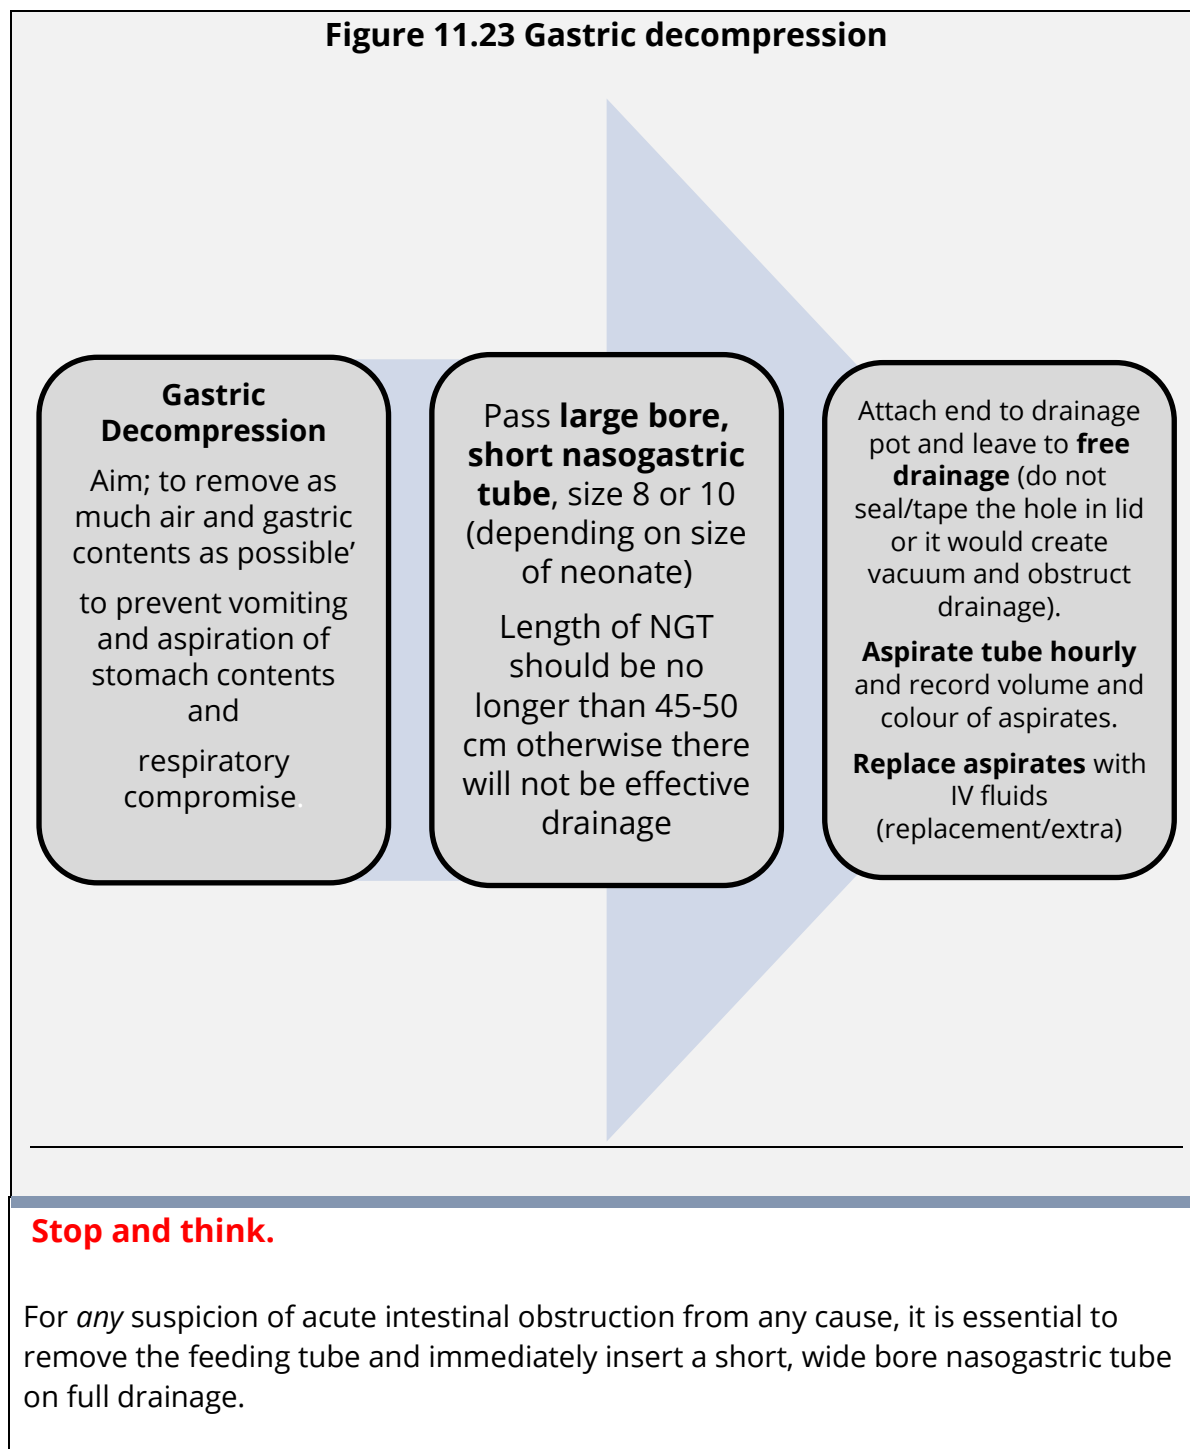 Figure 11.23 Gastric decompression
Gastric
Decompression
Aim; to remove as
much air and gastric
contents as possible’
to prevent vomiting
and aspiration of
stomach contents
and
respiratory
compromise.
Pass large bore,
short nasogastric
tube, size 8 or 10
(depending on size
of neonate)
Length of NGT
should be no
longer than 45-50
cm otherwise there
will not be effective
drainage
Attach end to drainage
pot and leave to free
drainage (do not
seal/tape the hole in lid
or it would create
vacuum and obstruct
drainage).
Aspirate tube hourly
and record volume and
colour of aspirates.
Replace aspirates with
IV fluids
(replacement/extra)
Stop and think.
For any suspicion of acute intestinal obstruction from any cause, it is essential to
remove the feeding tube and immediately insert a short, wide bore nasogastric tube
on full drainage.